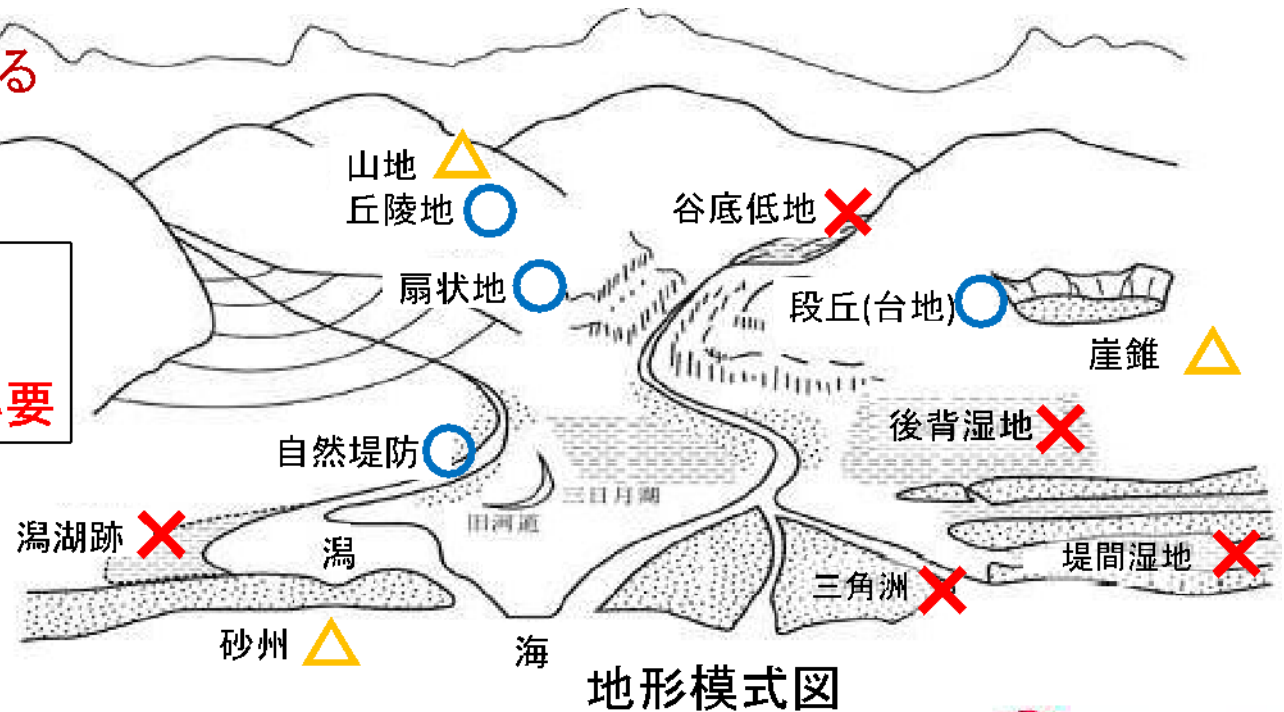 る
山地
丘陵地
谷底低地
扇状地
段丘(台地)
崖錐
要
後背湿地
自然堤防
三日月湖
旧河道
潟湖跡
潟
堤間湿地
三角洲
砂州
海
地形模式図